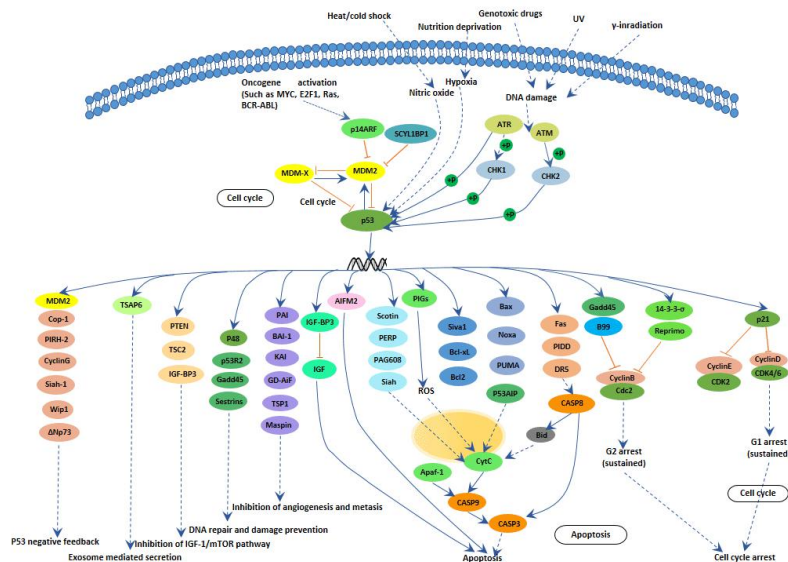 Heat/cold shock
Nutrition deprivation
Genotoxic drugs
UV
γ-inradiation
Oncogene activation
(Such as MYC, E2F1, Ras,
BCR-ABL)
Nitric oxide
Hypoxia
DNA damage
p14ARF
SCYL1BP1
ATR
ATM
+P
+P
MDM-X
MDM2
CHK1
CHK2
+P
+P
+P
Cell cycle
Cell cycle
p53
MDM2
Cop-1
PIRH-2
CyclinG
Siah-1
Wip1
ΔNp73
TSAP6
PTEN
TSC2
IGF-BP3
P48
p53R2
Gadd45
Sestrins
PAI
BAI-1
KAI
GD-AiF
TSP1
Maspin
IGF-BP3
IGF
AIFM2
Scotin
PERP
PAG608
Siah
PIGs
ROS
Siva1
Bcl-xL
Bcl2
Bax
Noxa
PUMA
P53AIP
Fas
PIDD
DR5
CASP8
Bid
CytC
Apaf-1
CASP9
CASP3
Gadd45
B99
14-3-3-σ
Reprimo
CyclinB
Cdc2
p21
CyclinE
CDK2
CyclinD
CDK4/6
G2 arrest
(sustained)
G1 arrest
(sustained)
Cell cycle
Apoptosis
P53 negative feedback
Exosome mediated secretion
Inhibition of IGF-1/mTOR pathway
DNA repair and damage prevention
Inhibition of angiogenesis and metasis
Apoptosis
Cell cycle arrest